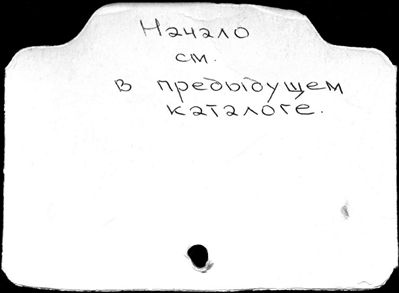 Начало
см.
в предыдущем
каталоге.